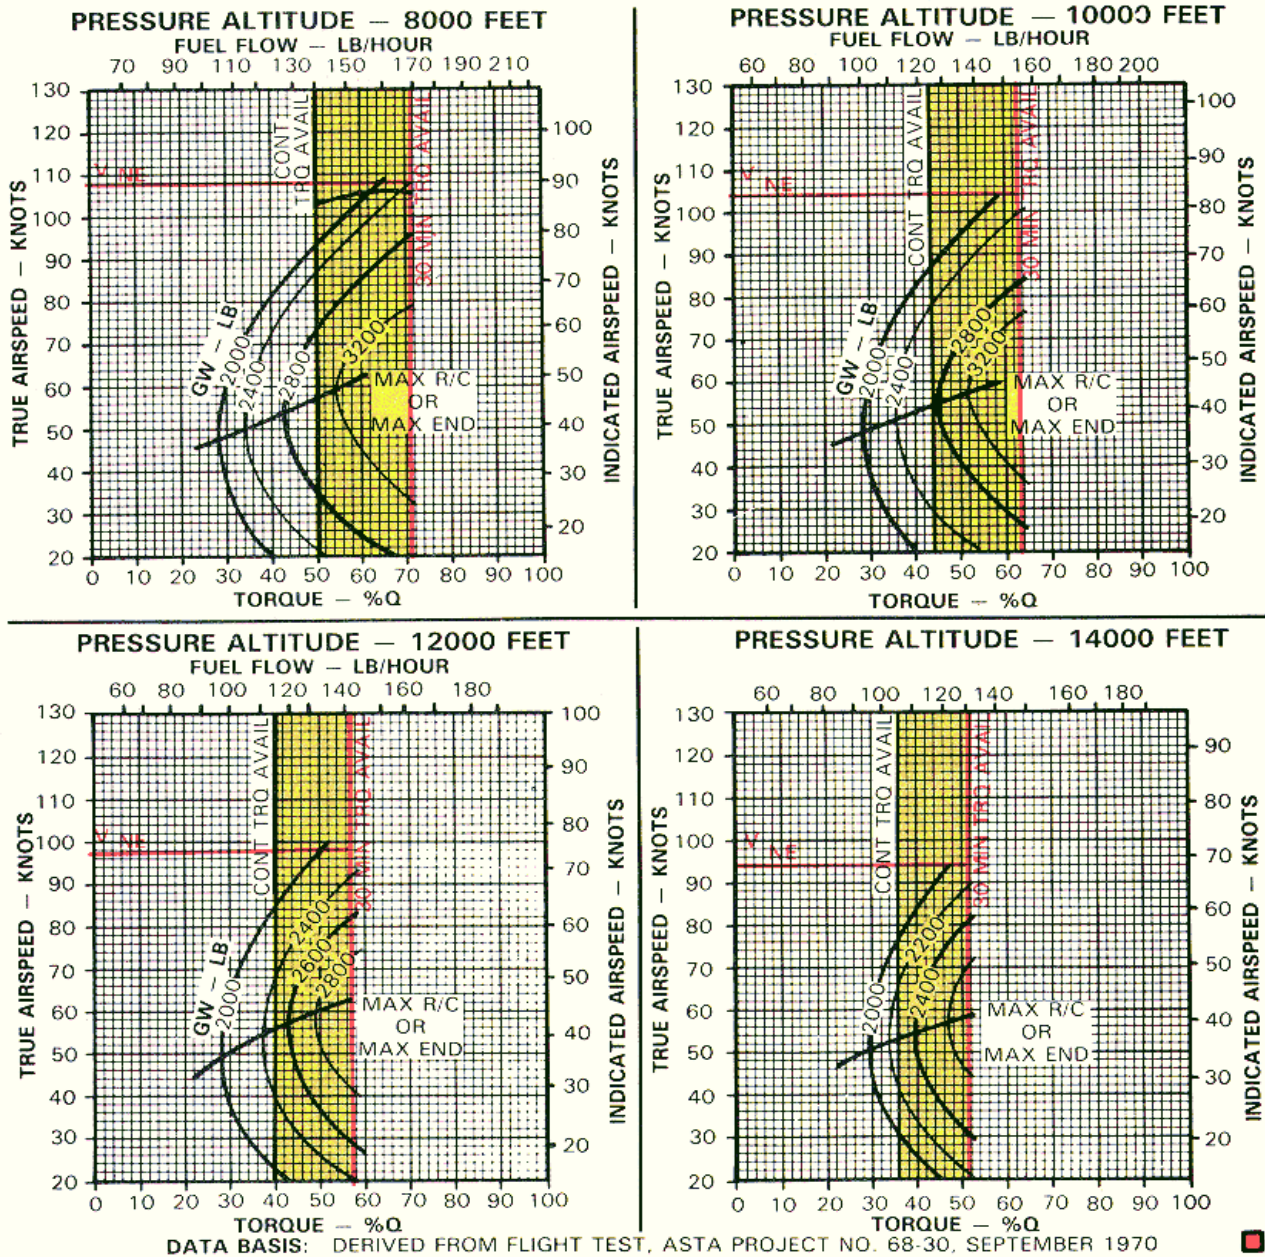 PRESSURE ALTITUDE — 8000 FEET
FUEL FLOW — LB/HOUR
70 90 110 130 150 170 190 210
130 120 110 100 90 80 70 60 50 40 30 20
TRUE AIRSPEED — KNOTS
100 90 80 70 60 50 40 30 20
INDICATED AIRSPEED — KNOTS
CONT
TRQ AVAIL
30 MIN TRQ AVAIL
V NE
GW – LB
2000
2400
2800
3200
MAX R/C
OR
MAX END
0 10 20 30 40 50 60 70 80 90 100
TORQUE — %Q
PRESSURE ALTITUDE — 10000 FEET
FUEL FLOW — LB/HOUR
60 80 100 120 140 160 180 200
130 120 110 100 90 80 70 60 50 40 30 20
TRUE AIRSPEED — KNOTS
100 90 80 70 60 50 40 30 20
INDICATED AIRSPEED — KNOTS
CONT TRQ AVAIL
30 MIN TRQ AVAIL
V NE
GW – LB
2000
2400
2800
3200
MAX R/C
OR
MAX END
0 10 20 30 40 50 60 70 80 90 100
TORQUE — %Q
PRESSURE ALTITUDE — 12000 FEET
FUEL FLOW — LB/HOUR
60 80 100 120 140 160 180
130 120 110 100 90 80 70 60 50 40 30 20
TRUE AIRSPEED — KNOTS
100 90 80 70 60 50 40 30 20
INDICATED AIRSPEED — KNOTS
CONT TRQ AVAIL
30 MIN TRQ AVAIL
V NE
GW – LB
2000
2400
2600
2800
MAX R/C
OR
MAX END
0 10 20 30 40 50 60 70 80 90 100
TORQUE — %Q
PRESSURE ALTITUDE — 14000 FEET
60 80 100 120 140 160 180
130 120 110 100 90 80 70 60 50 40 30 20
TRUE AIRSPEED — KNOTS
90 80 70 60 50 40 30 20
INDICATED AIRSPEED — KNOTS
CONT TRQ AVAIL
30 MIN TRQ AVAIL
V NE
2000
2200
2400
MAX R/C
OR
MAX END
0 10 20 30 40 50 60 70 80 90 100
TORQUE — %Q
DATA BASIS: DERIVED FROM FLIGHT TEST, ASTA PROJECT NO. 68-30, SEPTEMBER 1970